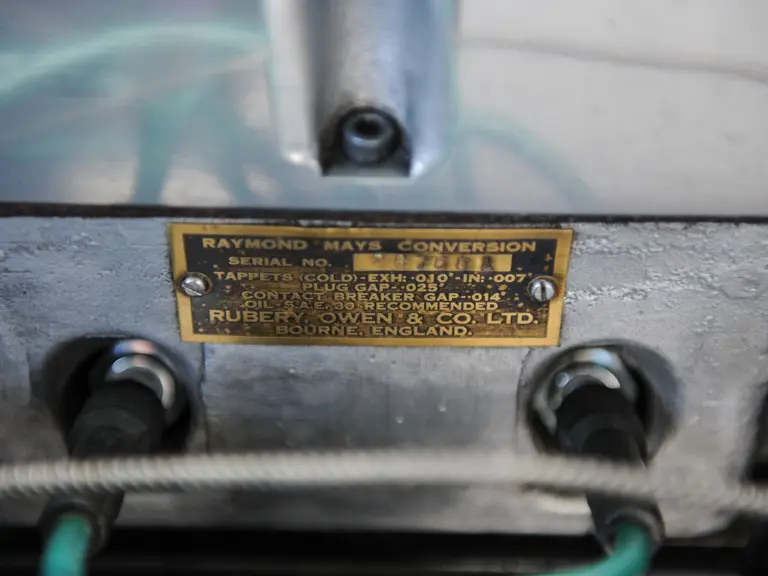 RAYMOND MAYS CONVERSION
SERIAL NO.
TAPPETS (COLD)-EXH: .010" -IN: .007"
PLUG GAP-.025"
CONTACT BREAKER GAP-.014"
OIL S.A.E. 30 RECOMMENDED
RUBERY, OWEN & CO. LTD.
BOURNE, ENGLAND.